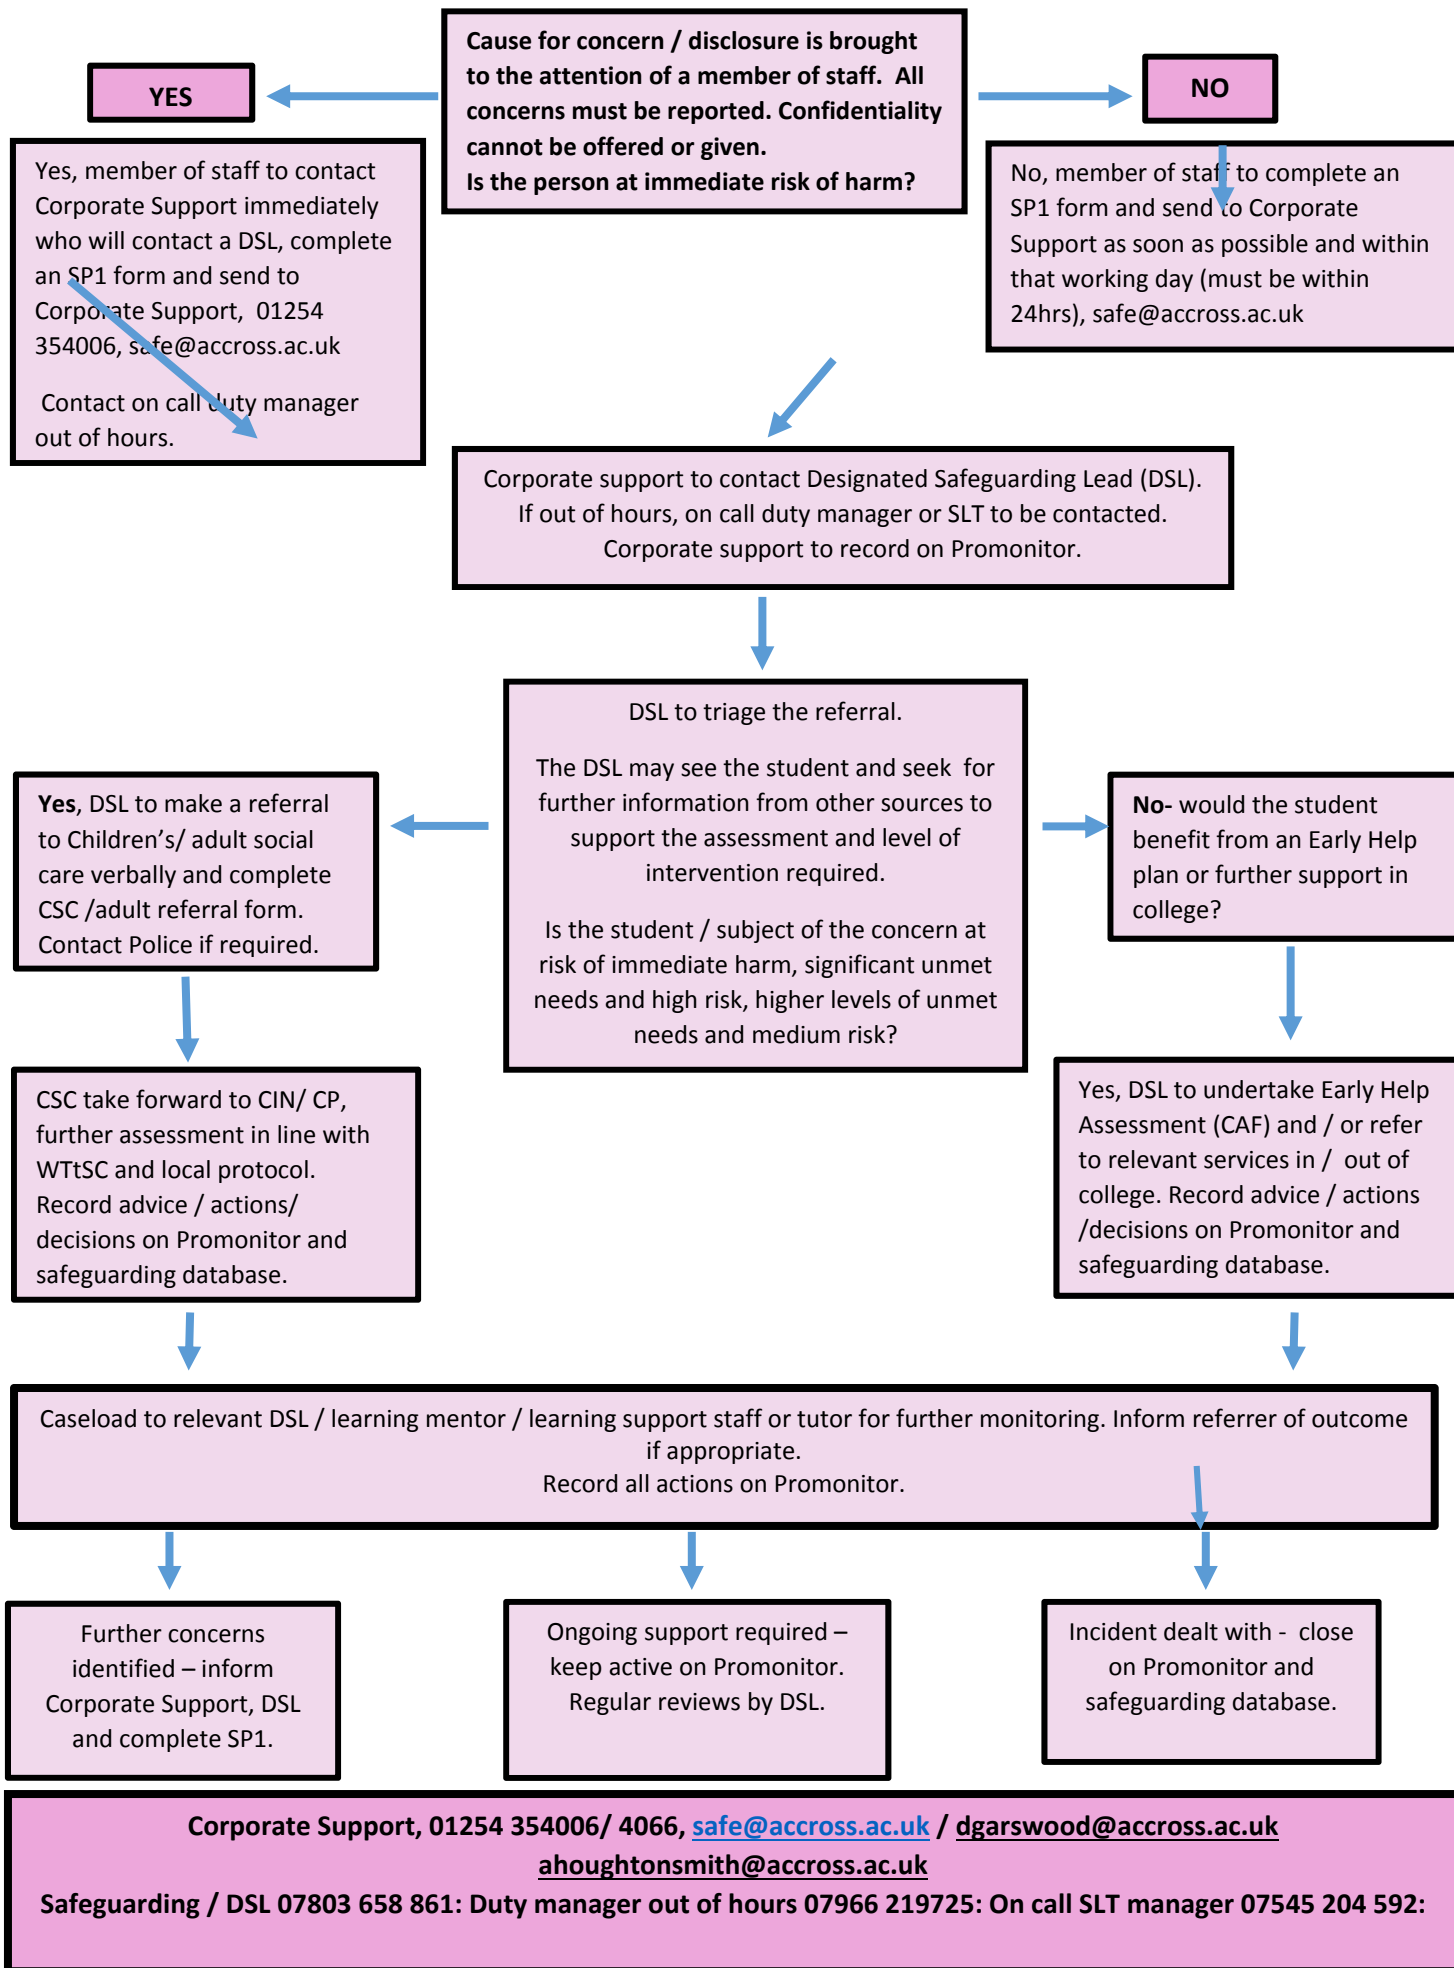 Cause for concern / disclosure is brought
to the attention of a member of staff.  All
concerns must be reported. Confidentiality
cannot be offered or given.
Is the person at immediate risk of harm?
YES
NO
Yes, member of staff to contact
Corporate Support immediately
who will contact a DSL, complete
an SP1 form and send to
Corporate Support,  01254
354006, safe@accross.ac.uk
Contact on call duty manager
out of hours.
No, member of staff to complete an
SP1 form and send to Corporate
Support as soon as possible and within
that working day (must be within
24hrs), safe@accross.ac.uk
Corporate support to contact Designated Safeguarding Lead (DSL).
If out of hours, on call duty manager or SLT to be contacted.
Corporate support to record on Promonitor.
DSL to triage the referral.
The DSL may see the student and seek  for
further information from other sources to
support the assessment and level of
intervention required.
Is the student / subject of the concern at
risk of immediate harm, significant unmet
needs and high risk, higher levels of unmet
needs and medium risk?
Yes, DSL to make a referral
to Children’s/ adult social
care verbally and complete
CSC /adult referral form.
Contact Police if required.
No- would the student
benefit from an Early Help
plan or further support in
college?
CSC take forward to CIN/ CP,
further assessment in line with
WTtSC and local protocol.
Record advice / actions/
decisions on Promonitor and
safeguarding database.
Yes, DSL to undertake Early Help
Assessment (CAF) and / or refer
to relevant services in /  out of
college. Record advice / actions
/decisions on Promonitor and
safeguarding database.
Caseload to relevant DSL / learning mentor / learning support staff or tutor for further monitoring. Inform referrer of outcome
if appropriate.
Record all actions on Promonitor.
Further concerns
identified – inform
Corporate Support, DSL
and complete SP1.
Ongoing support required –
keep active on Promonitor.
Regular reviews by DSL.
Incident dealt with -  close
on Promonitor and
safeguarding database.
Corporate Support, 01254 354006/ 4066, safe@accross.ac.uk / dgarswood@accross.ac.uk
ahoughtonsmith@accross.ac.uk
Safeguarding / DSL 07803 658 861: Duty manager out of hours 07966 219725: On call SLT manager 07545 204 592: